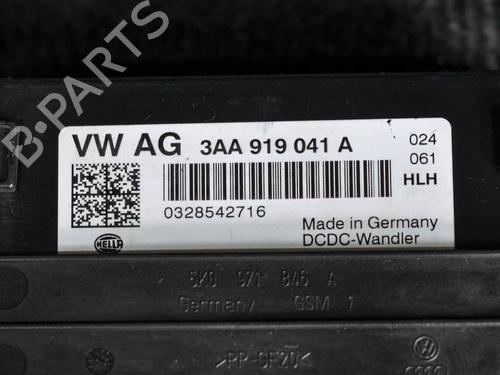 VW AG 3AA 919 041 A
024
061
HLH
0328542716
HELLA
Made in Germany
DCDC-Wandler
5K0 971 846 A
Germany GSM 1
>PP-GF20<
B-PARTS